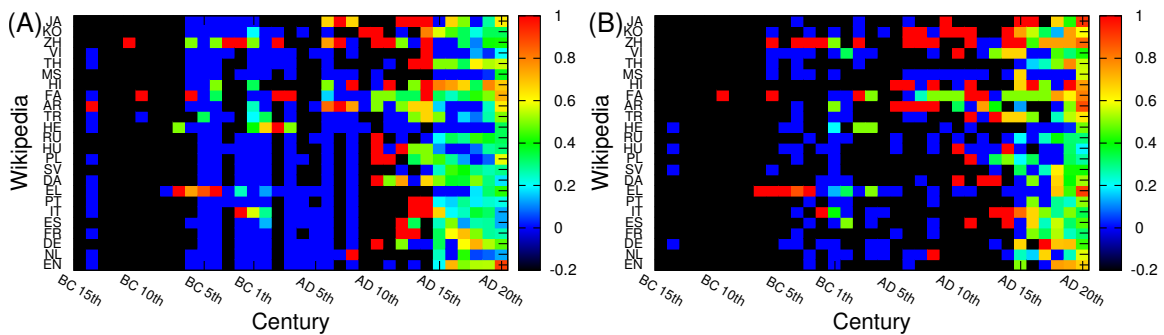 (A)
Wikipedia
JA
KO
ZH
VI
TH
MS
HI
FA
AR
TR
HE
RU
HU
PL
SV
DA
EL
PT
IT
ES
FR
DE
NL
EN
BC 15th BC 10th BC 5th BC 1th AD 5th AD 10th AD 15th AD 20th
Century
1
0.8
0.6
0.4
0.2
0
-0.2
(B)
Wikipedia
JA
KO
ZH
VI
TH
MS
HI
FA
AR
TR
HE
RU
HU
PL
SV
DA
EL
PT
IT
ES
FR
DE
NL
EN
BC 15th BC 10th BC 5th BC 1th AD 5th AD 10th AD 15th AD 20th
Century
1
0.8
0.6
0.4
0.2
0
-0.2